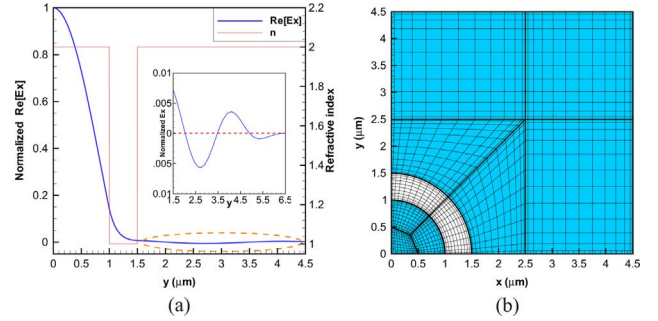 Re[Ex]
n
Normalized Re[Ex]
1
0.8
0.6
0.4
0.2
0
2.2
2
1.8
1.6
1.4
1.2
1
Refractive index
0.01
0.005
0
.005
0.01
Normalized Ex
1.5 2.5 3.5 4.5 5.5 6.5
y
0 0.5 1 1.5 2 2.5 3 3.5 4 4.5
y (μm)
(a)
y (μm)
4.5
4
3.5
3
2.5
2
1.5
1
0.5
0
0 0.5 1 1.5 2 2.5 3 3.5 4 4.5
x (μm)
(b)